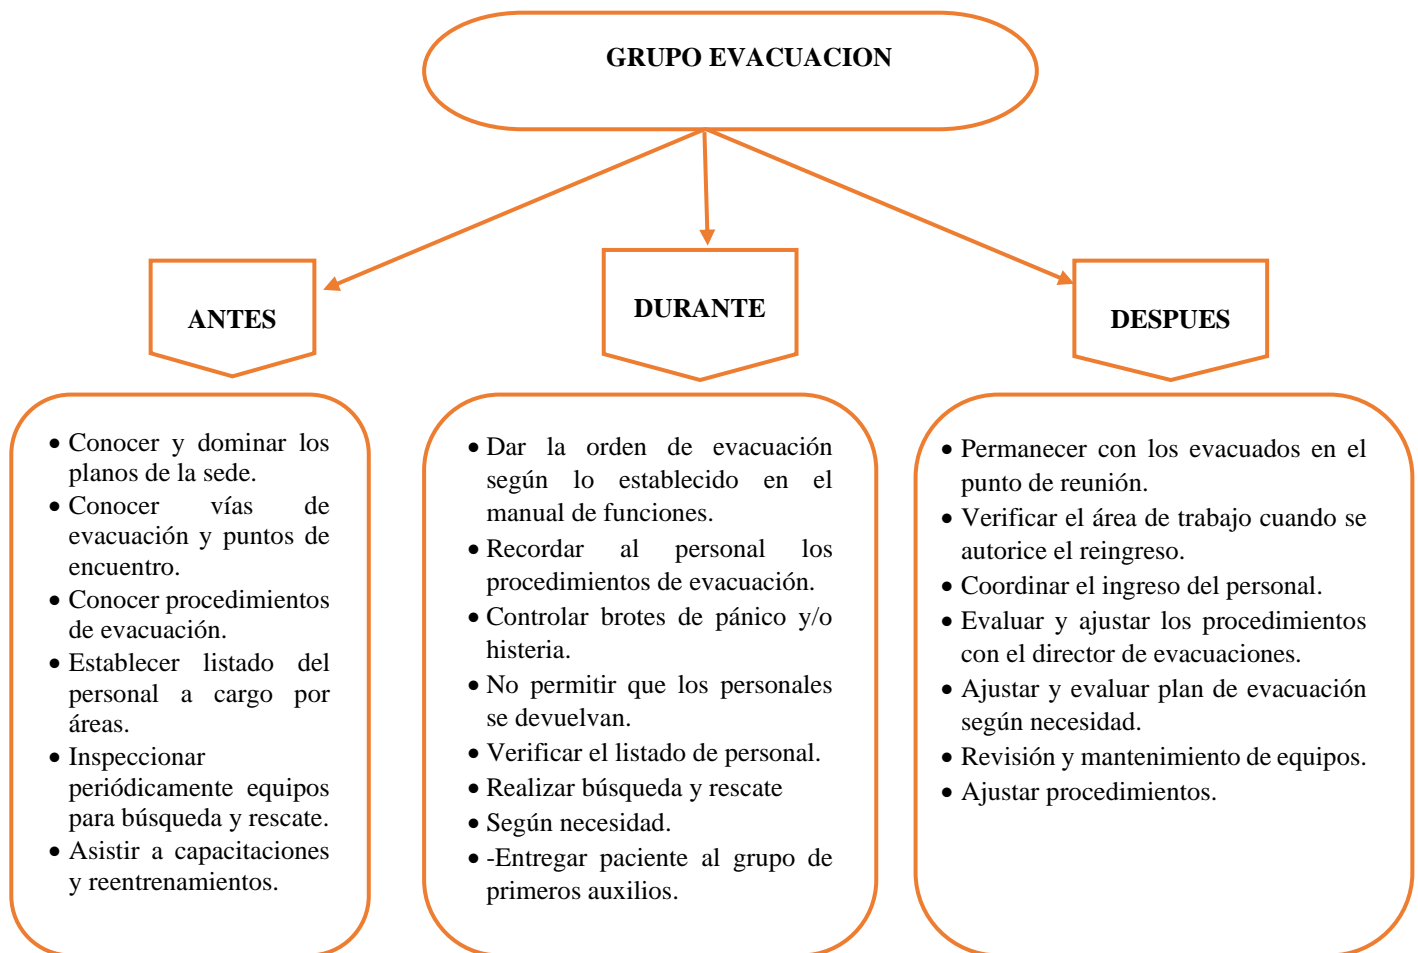 GRUPO EVACUACION
ANTES
DURANTE
DESPUES
• Conocer y dominar los
planos de la sede.
• Conocer vías de
evacuación y puntos de
encuentro.
• Conocer procedimientos
de evacuación.
• Establecer listado del
personal a cargo por
áreas.
• Inspeccionar
periódicamente equipos
para búsqueda y rescate.
• Asistir a capacitaciones
y reentrenamientos.
• Dar la orden de evacuación
según lo establecido en el
manual de funciones.
• Recordar al personal los
procedimientos de evacuación.
• Controlar brotes de pánico y/o
histeria.
• No permitir que los personales
se devuelvan.
• Verificar el listado de personal.
• Realizar búsqueda y rescate
• Según necesidad.
• -Entregar paciente al grupo de
primeros auxilios.
• Permanecer con los evacuados en el
punto de reunión.
• Verificar el área de trabajo cuando se
autorice el reingreso.
• Coordinar el ingreso del personal.
• Evaluar y ajustar los procedimientos
con el director de evacuaciones.
• Ajustar y evaluar plan de evacuación
según necesidad.
• Revisión y mantenimiento de equipos.
• Ajustar procedimientos.